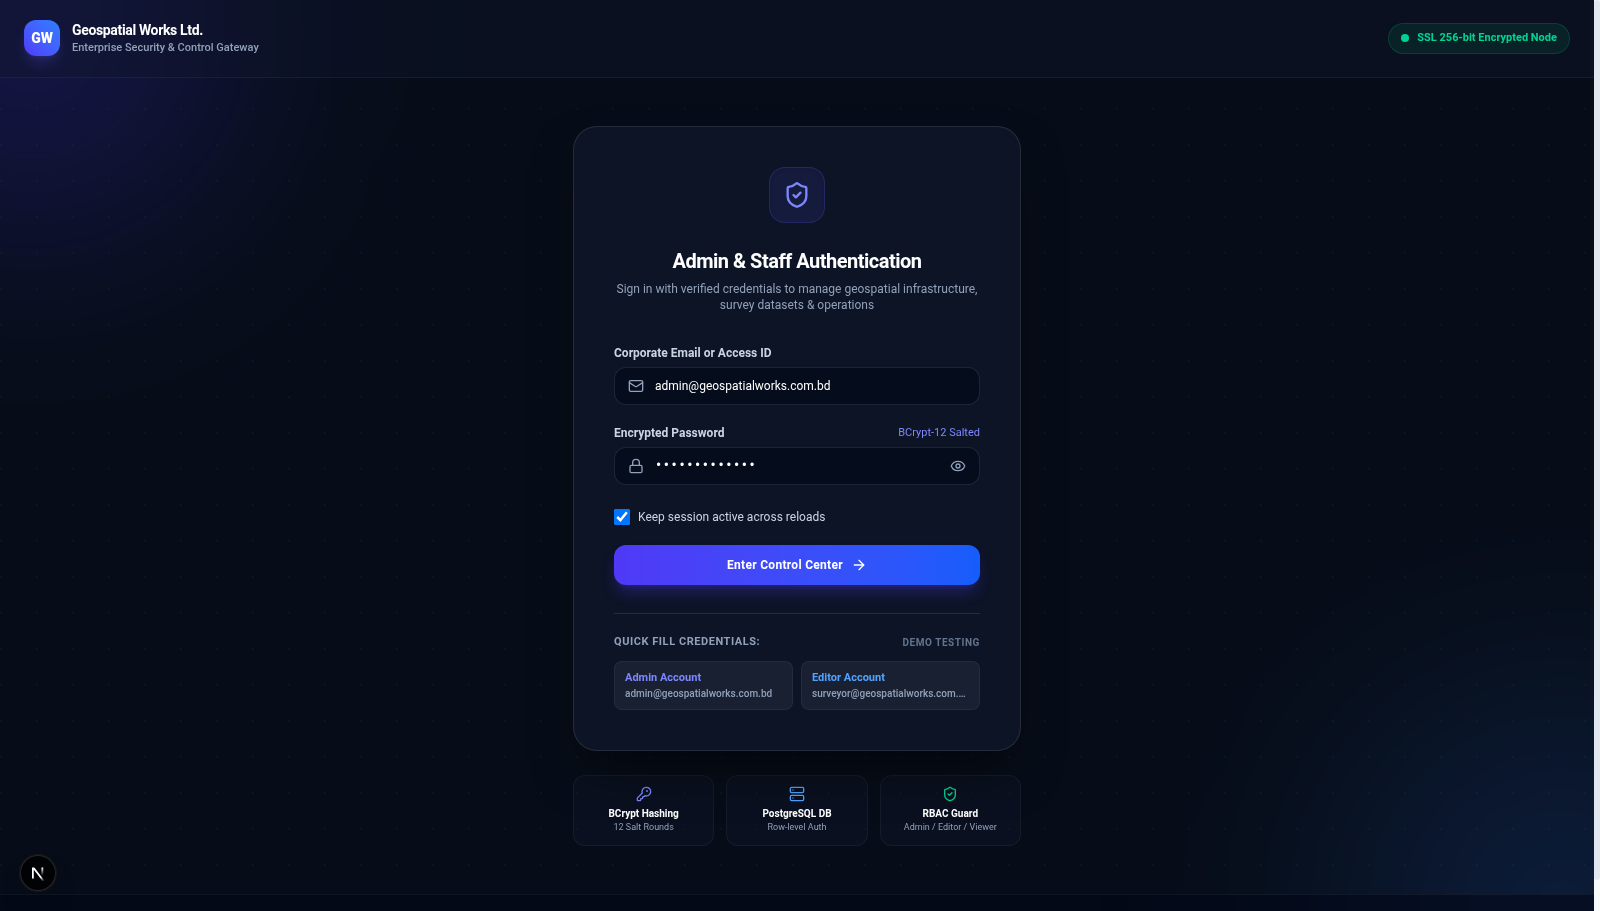 GW
Geospatial Works Ltd.
Enterprise Security & Control Gateway
SSL 256-bit Encrypted Node
Admin & Staff Authentication
Sign in with verified credentials to manage geospatial infrastructure,
survey datasets & operations
Corporate Email or Access ID
admin@geospatialworks.com.bd
Encrypted Password
BCrypt-12 Salted
•••••••••••••
Keep session active across reloads
Enter Control Center →
QUICK FILL CREDENTIALS:
DEMO TESTING
Admin Account
admin@geospatialworks.com.bd
Editor Account
surveyor@geospatialworks.com....
BCrypt Hashing
12 Salt Rounds
PostgreSQL DB
Row-level Auth
RBAC Guard
Admin / Editor / Viewer
N